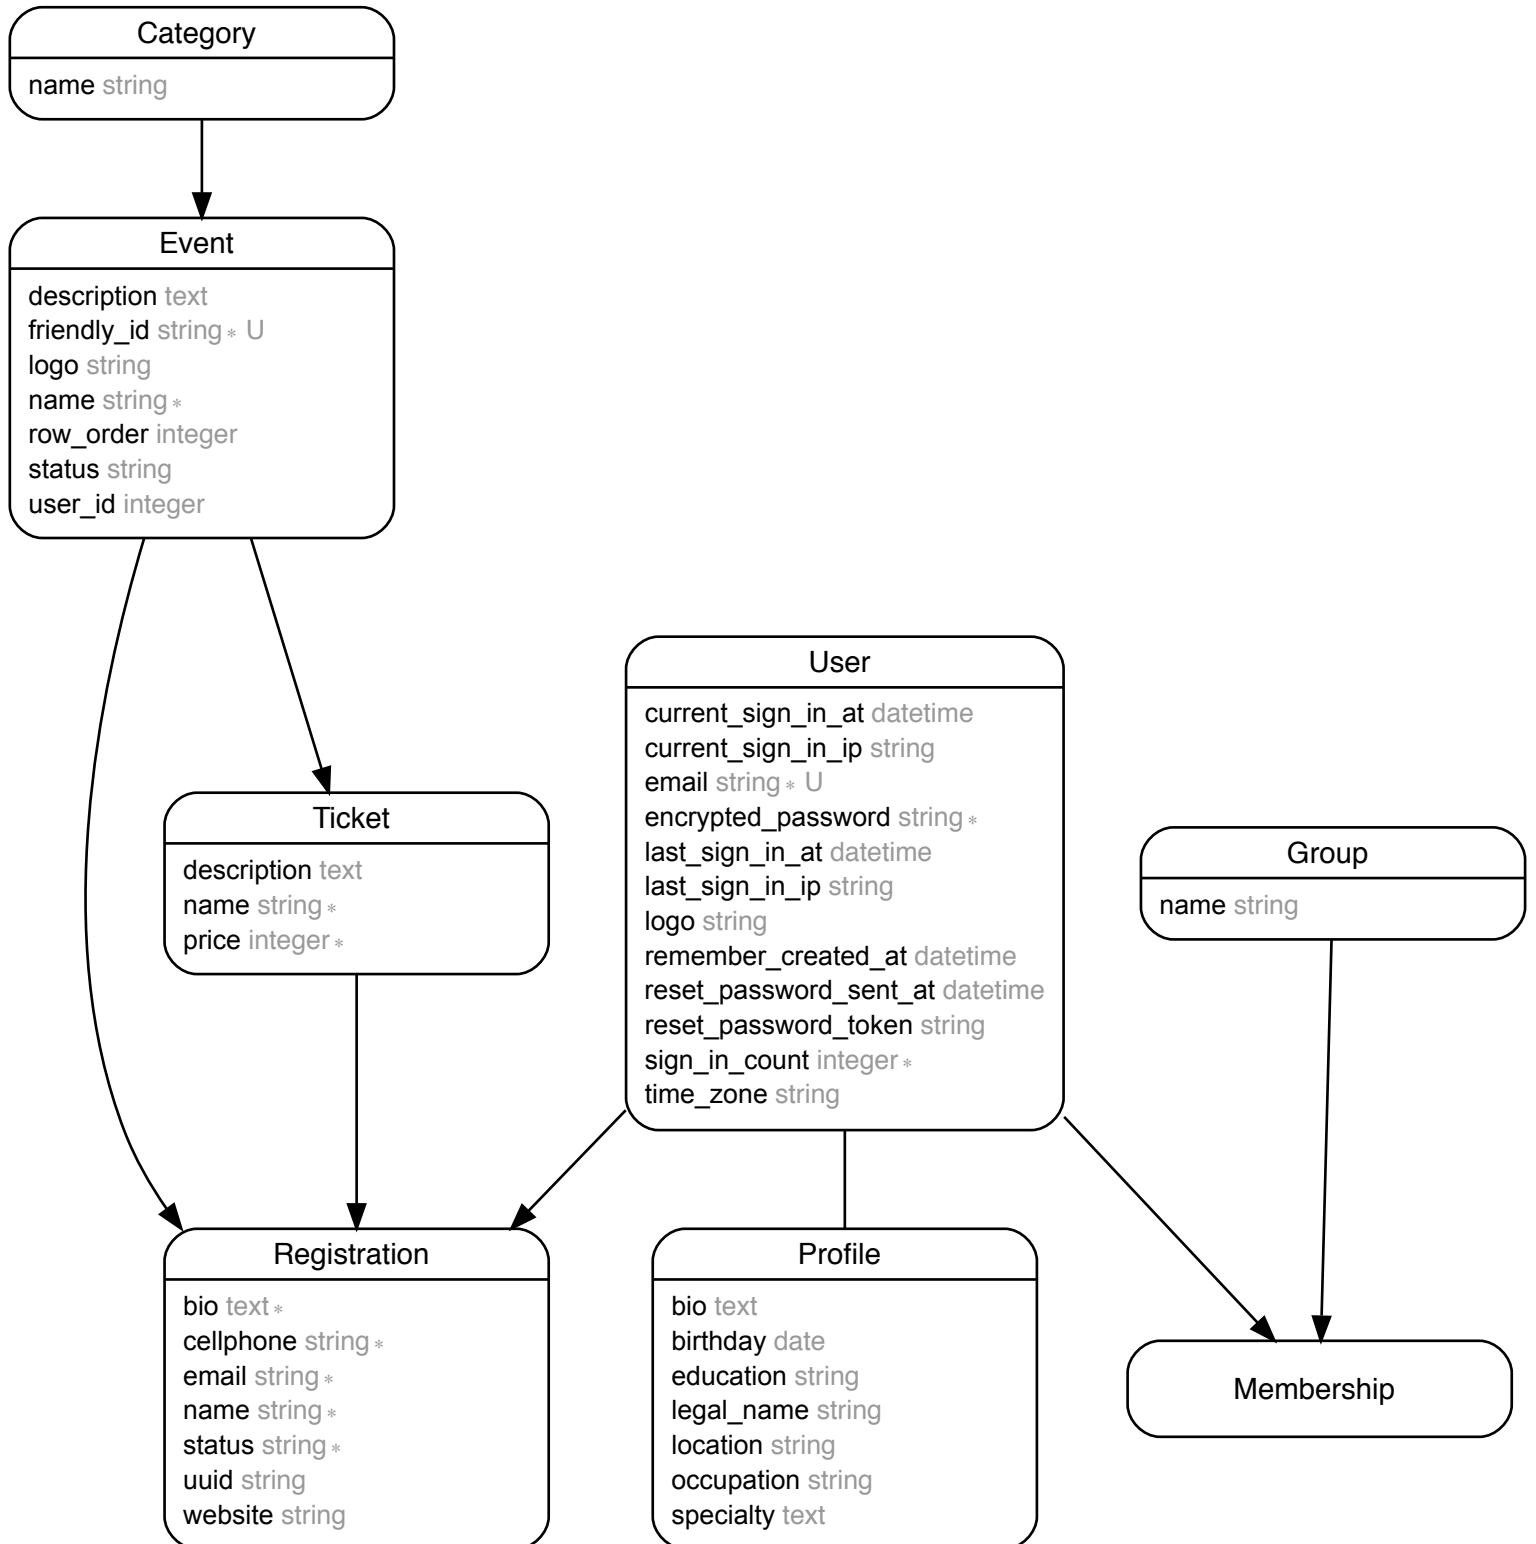 Category
name string
Event
description text
friendly_id string * U
logo string
name string *
row_order integer
status string
user_id integer
Ticket
description text
name string *
price integer *
User
current_sign_in_at datetime
current_sign_in_ip string
email string * U
encrypted_password string *
last_sign_in_at datetime
last_sign_in_ip string
logo string
remember_created_at datetime
reset_password_sent_at datetime
reset_password_token string
sign_in_count integer *
time_zone string
Group
name string
Registration
bio text *
cellphone string *
email string *
name string *
status string *
uuid string
website string
Profile
bio text
birthday date
education string
legal_name string
location string
occupation string
specialty text
Membership